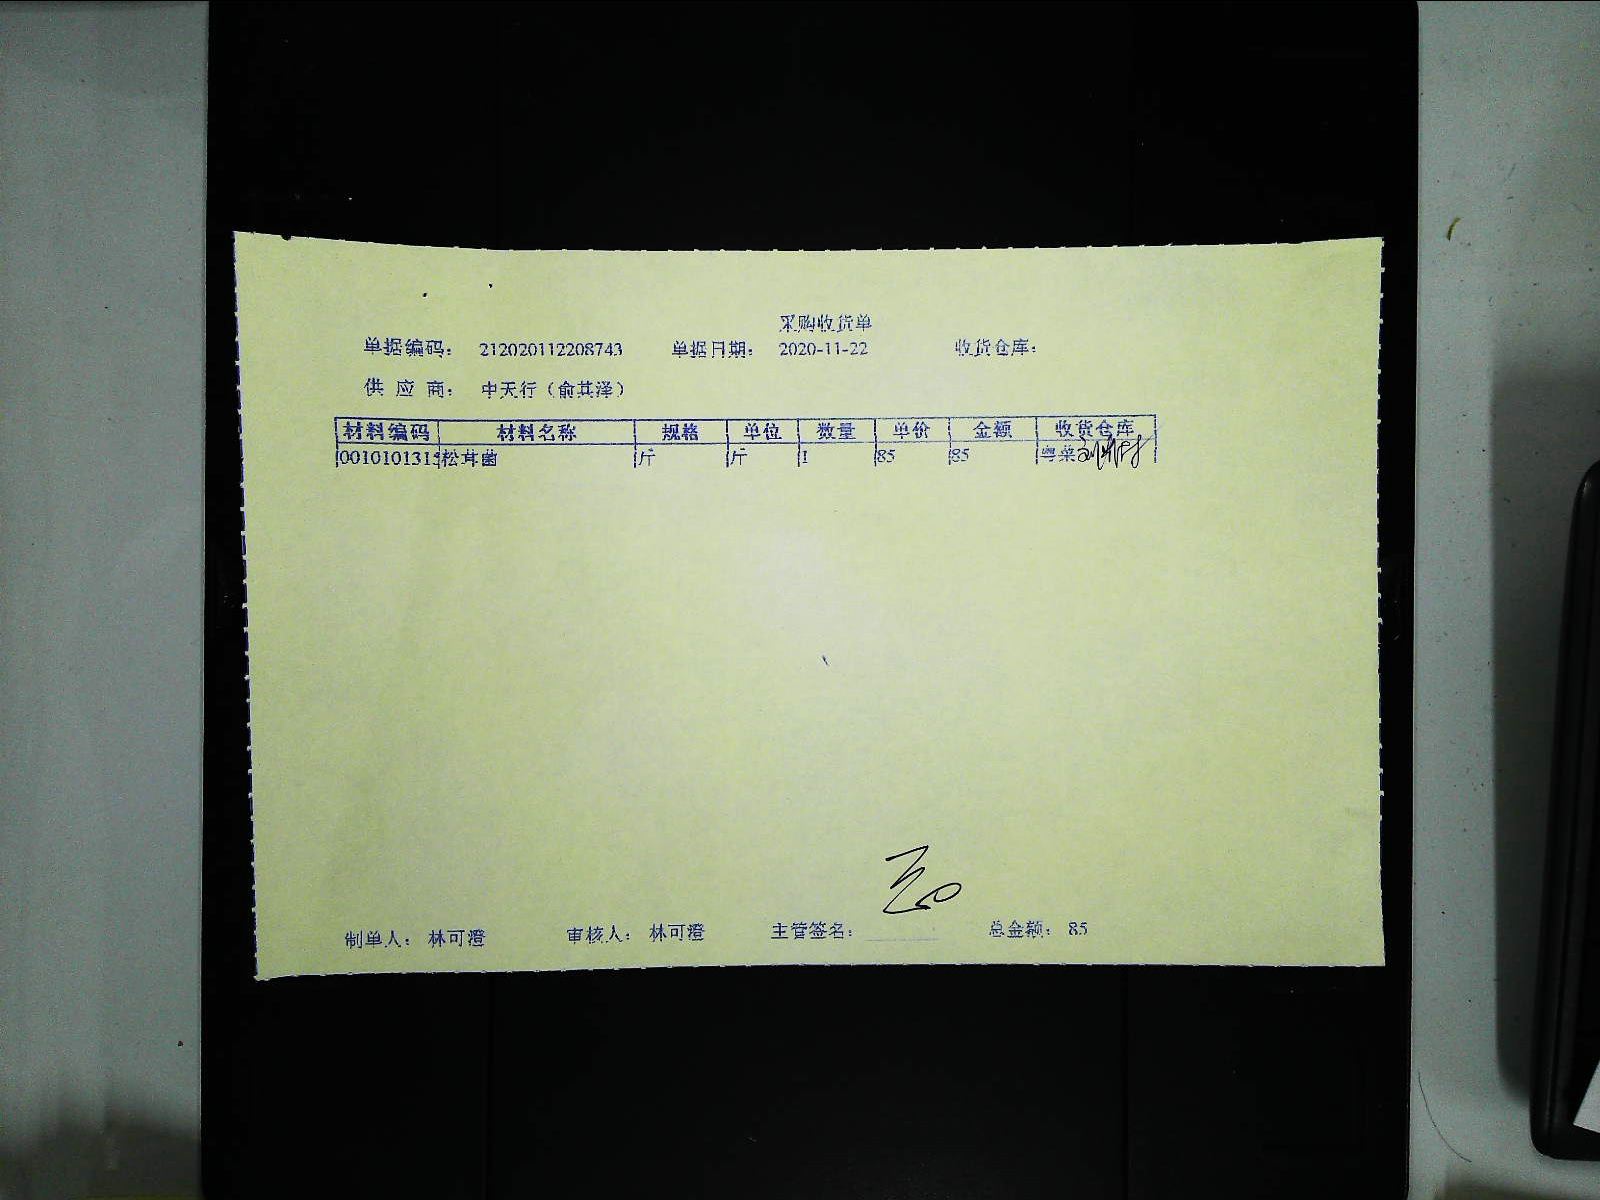 采购收货单
单据编码： 212020112208743 单据日期： 2020-11-22 收货仓库：
供 应 商： 中天行（俞其泽）
材料编码 材料名称 规格 单位 数量 单价 金额 收货仓库
0010101315 松茸菌 斤 斤 1 85 85 粤菜
制单人： 林可澄 审核人： 林可澄 主管签名： 总金额： 85